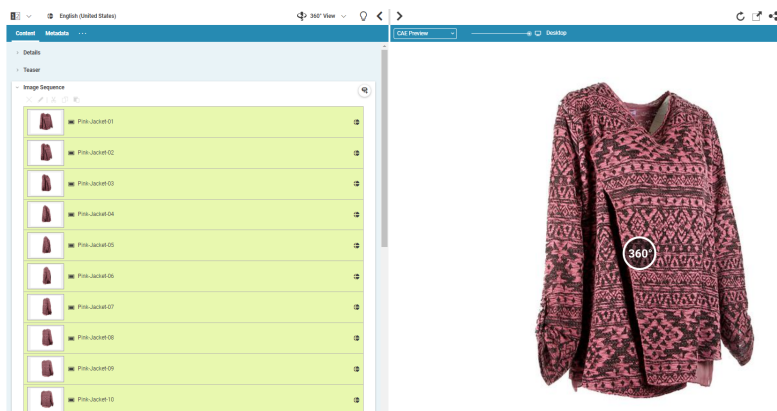 English (United States)
360° View
Content Metadata ...
CAE Preview
Desktop
Details
Teaser
Image Sequence
Pink-Jacket-01
Pink-Jacket-02
Pink-Jacket-03
Pink-Jacket-04
Pink-Jacket-05
Pink-Jacket-06
Pink-Jacket-07
Pink-Jacket-08
Pink-Jacket-09
Pink-Jacket-10
360°